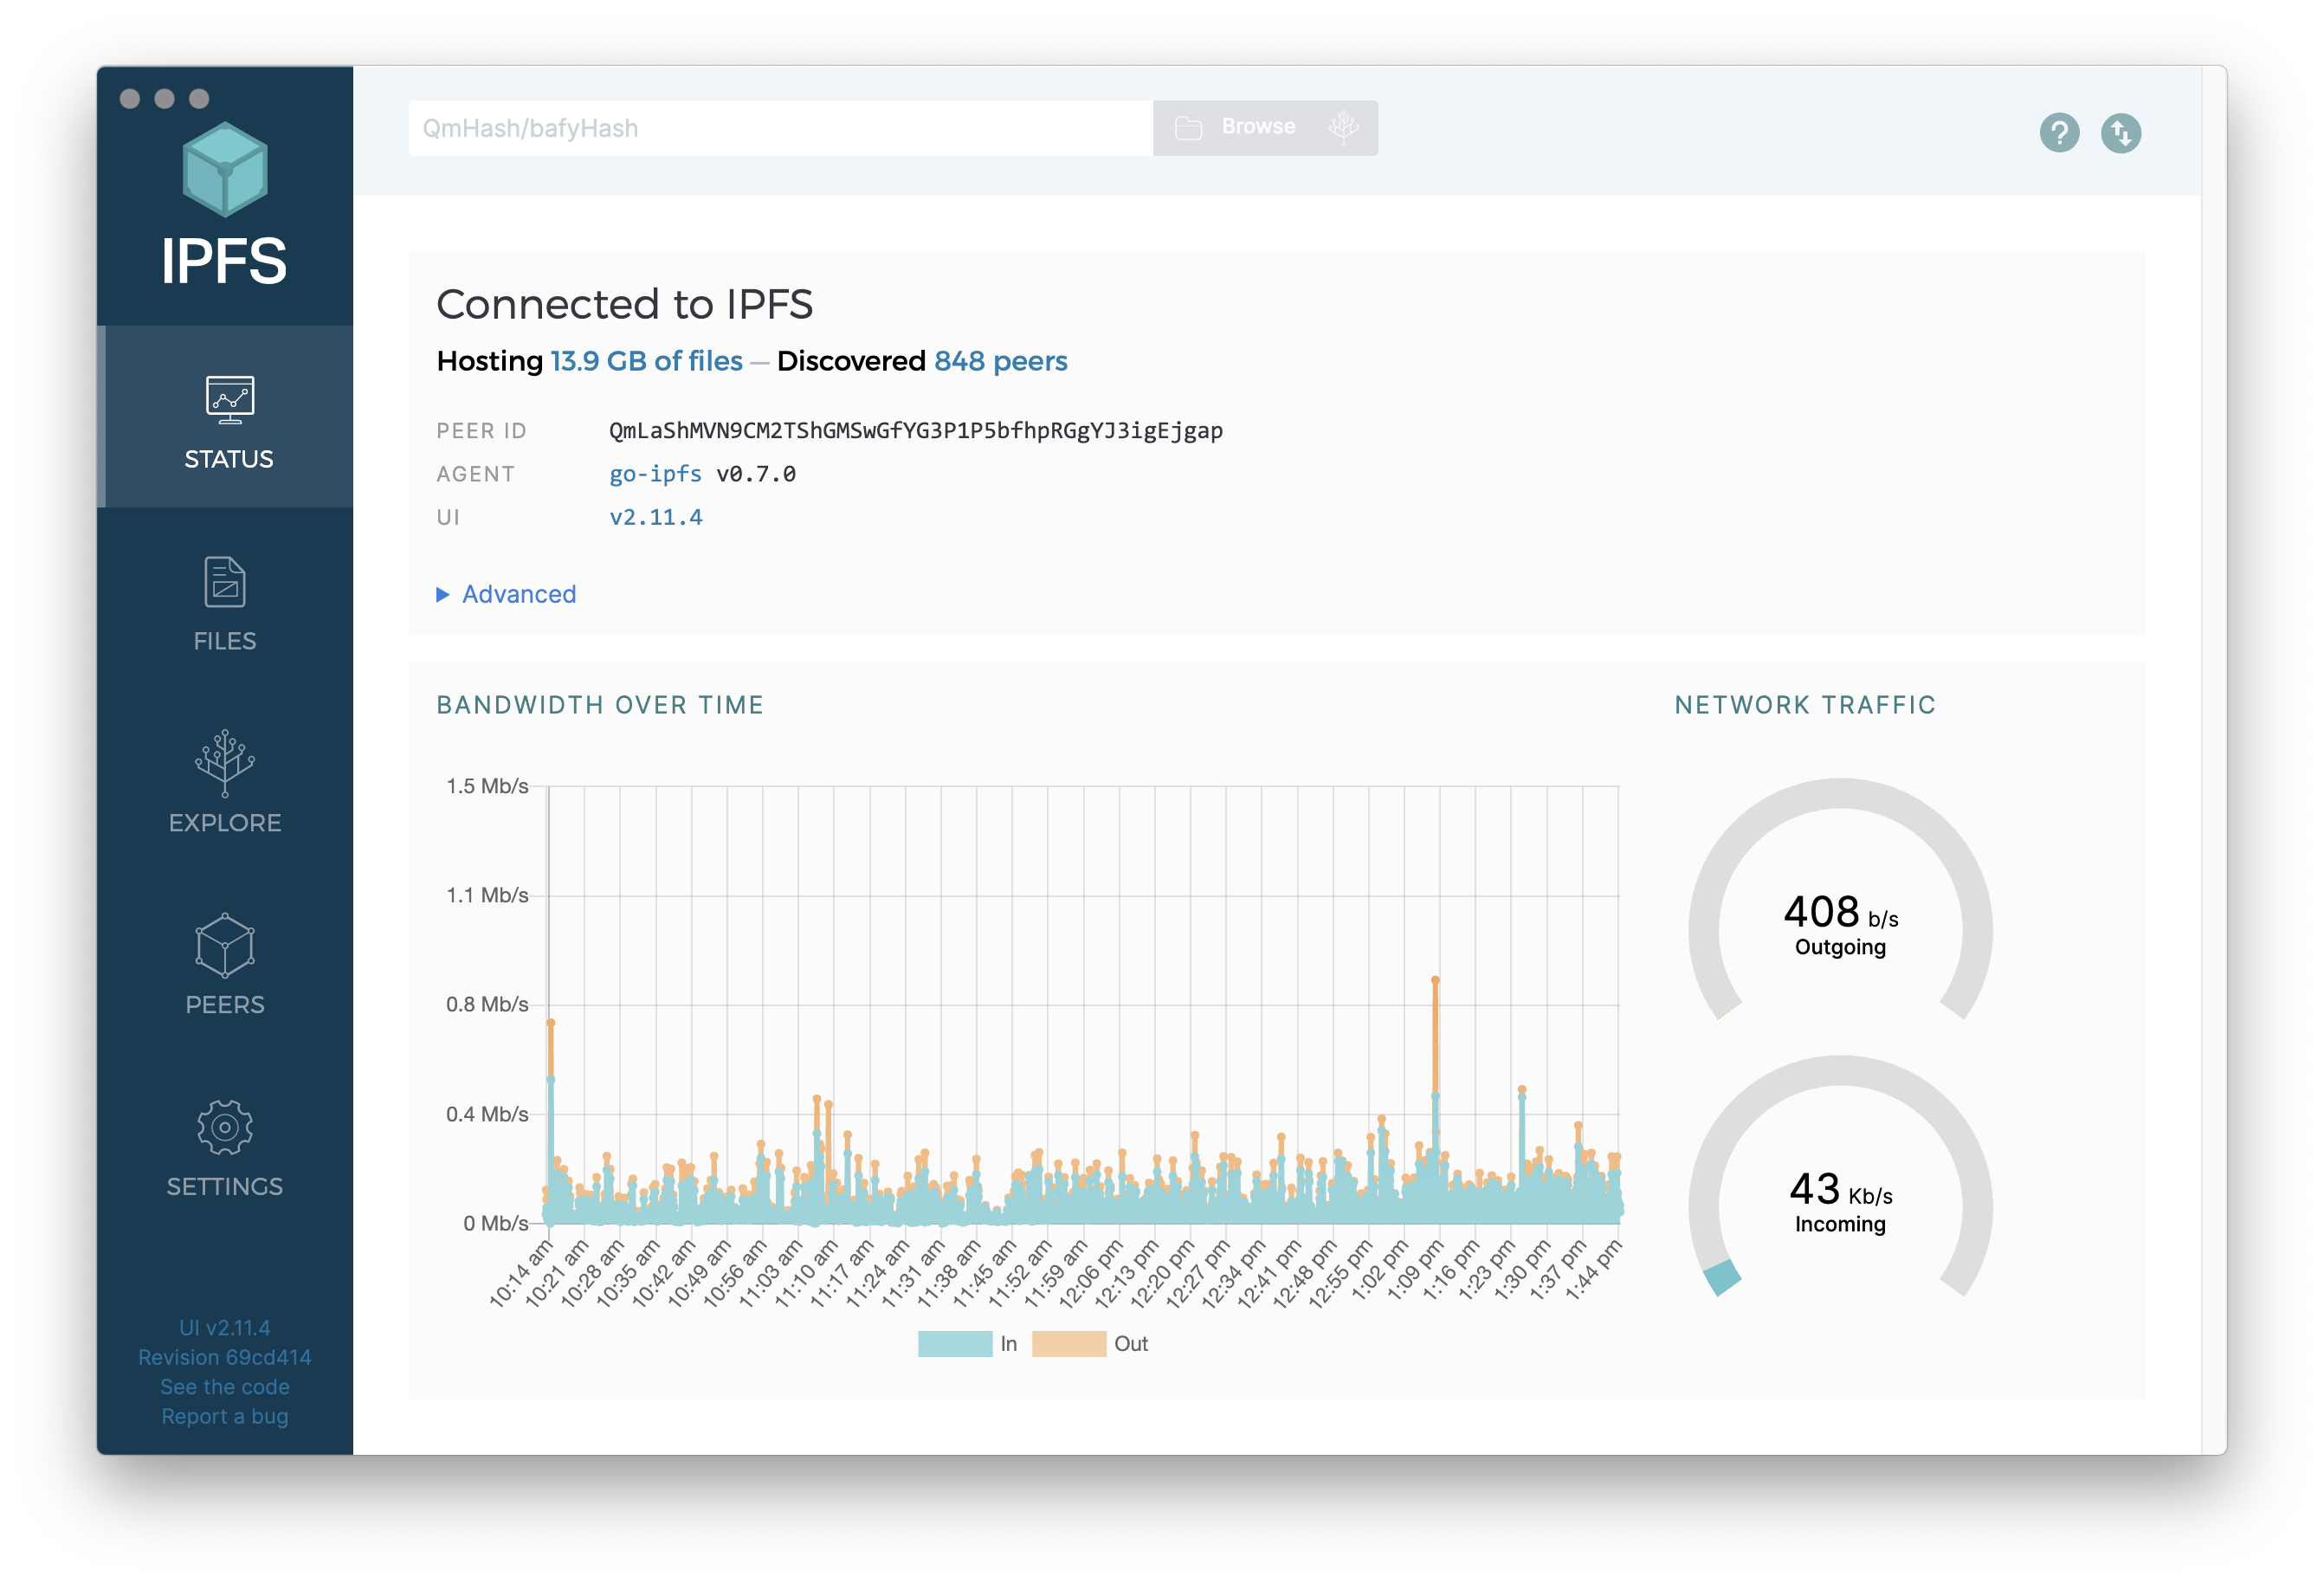 IPFS
STATUS
FILES
EXPLORE
PEERS
SETTINGS
UI v2.11.4
Revision 69cd414
See the code
Report a bug
QmHash/bafyHash
Browse
?
Connected to IPFS
Hosting 13.9 GB of files — Discovered 848 peers
PEER ID QmLaShMVN9CM2TShGMSwGfYG3P1P5bfhpRGgYJ3igEjgap
AGENT go-ipfs v0.7.0
UI v2.11.4
Advanced
BANDWIDTH OVER TIME
1.5 Mb/s
1.1 Mb/s
0.8 Mb/s
0.4 Mb/s
0 Mb/s
10:14 am
10:21 am
10:28 am
10:35 am
10:42 am
10:49 am
10:56 am
11:03 am
11:10 am
11:17 am
11:24 am
11:31 am
11:38 am
11:45 am
11:52 am
11:59 am
12:06 pm
12:13 pm
12:20 pm
12:27 pm
12:34 pm
12:41 pm
12:48 pm
12:55 pm
1:02 pm
1:09 pm
1:16 pm
1:23 pm
1:30 pm
1:37 pm
1:44 pm
In Out
NETWORK TRAFFIC
408 b/s
Outgoing
43 Kb/s
Incoming